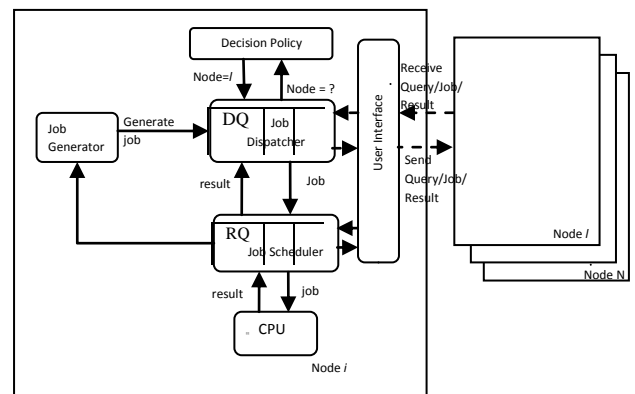 Decision Policy
Node=l
Node = ?
Receive
Query/Job/
Result
Job
Generator
Generate
job
DQ
Job
Dispatcher
User Interface
Send
Query/Job/
Result
result
Job
RQ
Job Scheduler
Node l
Node N
result
job
CPU
Node i